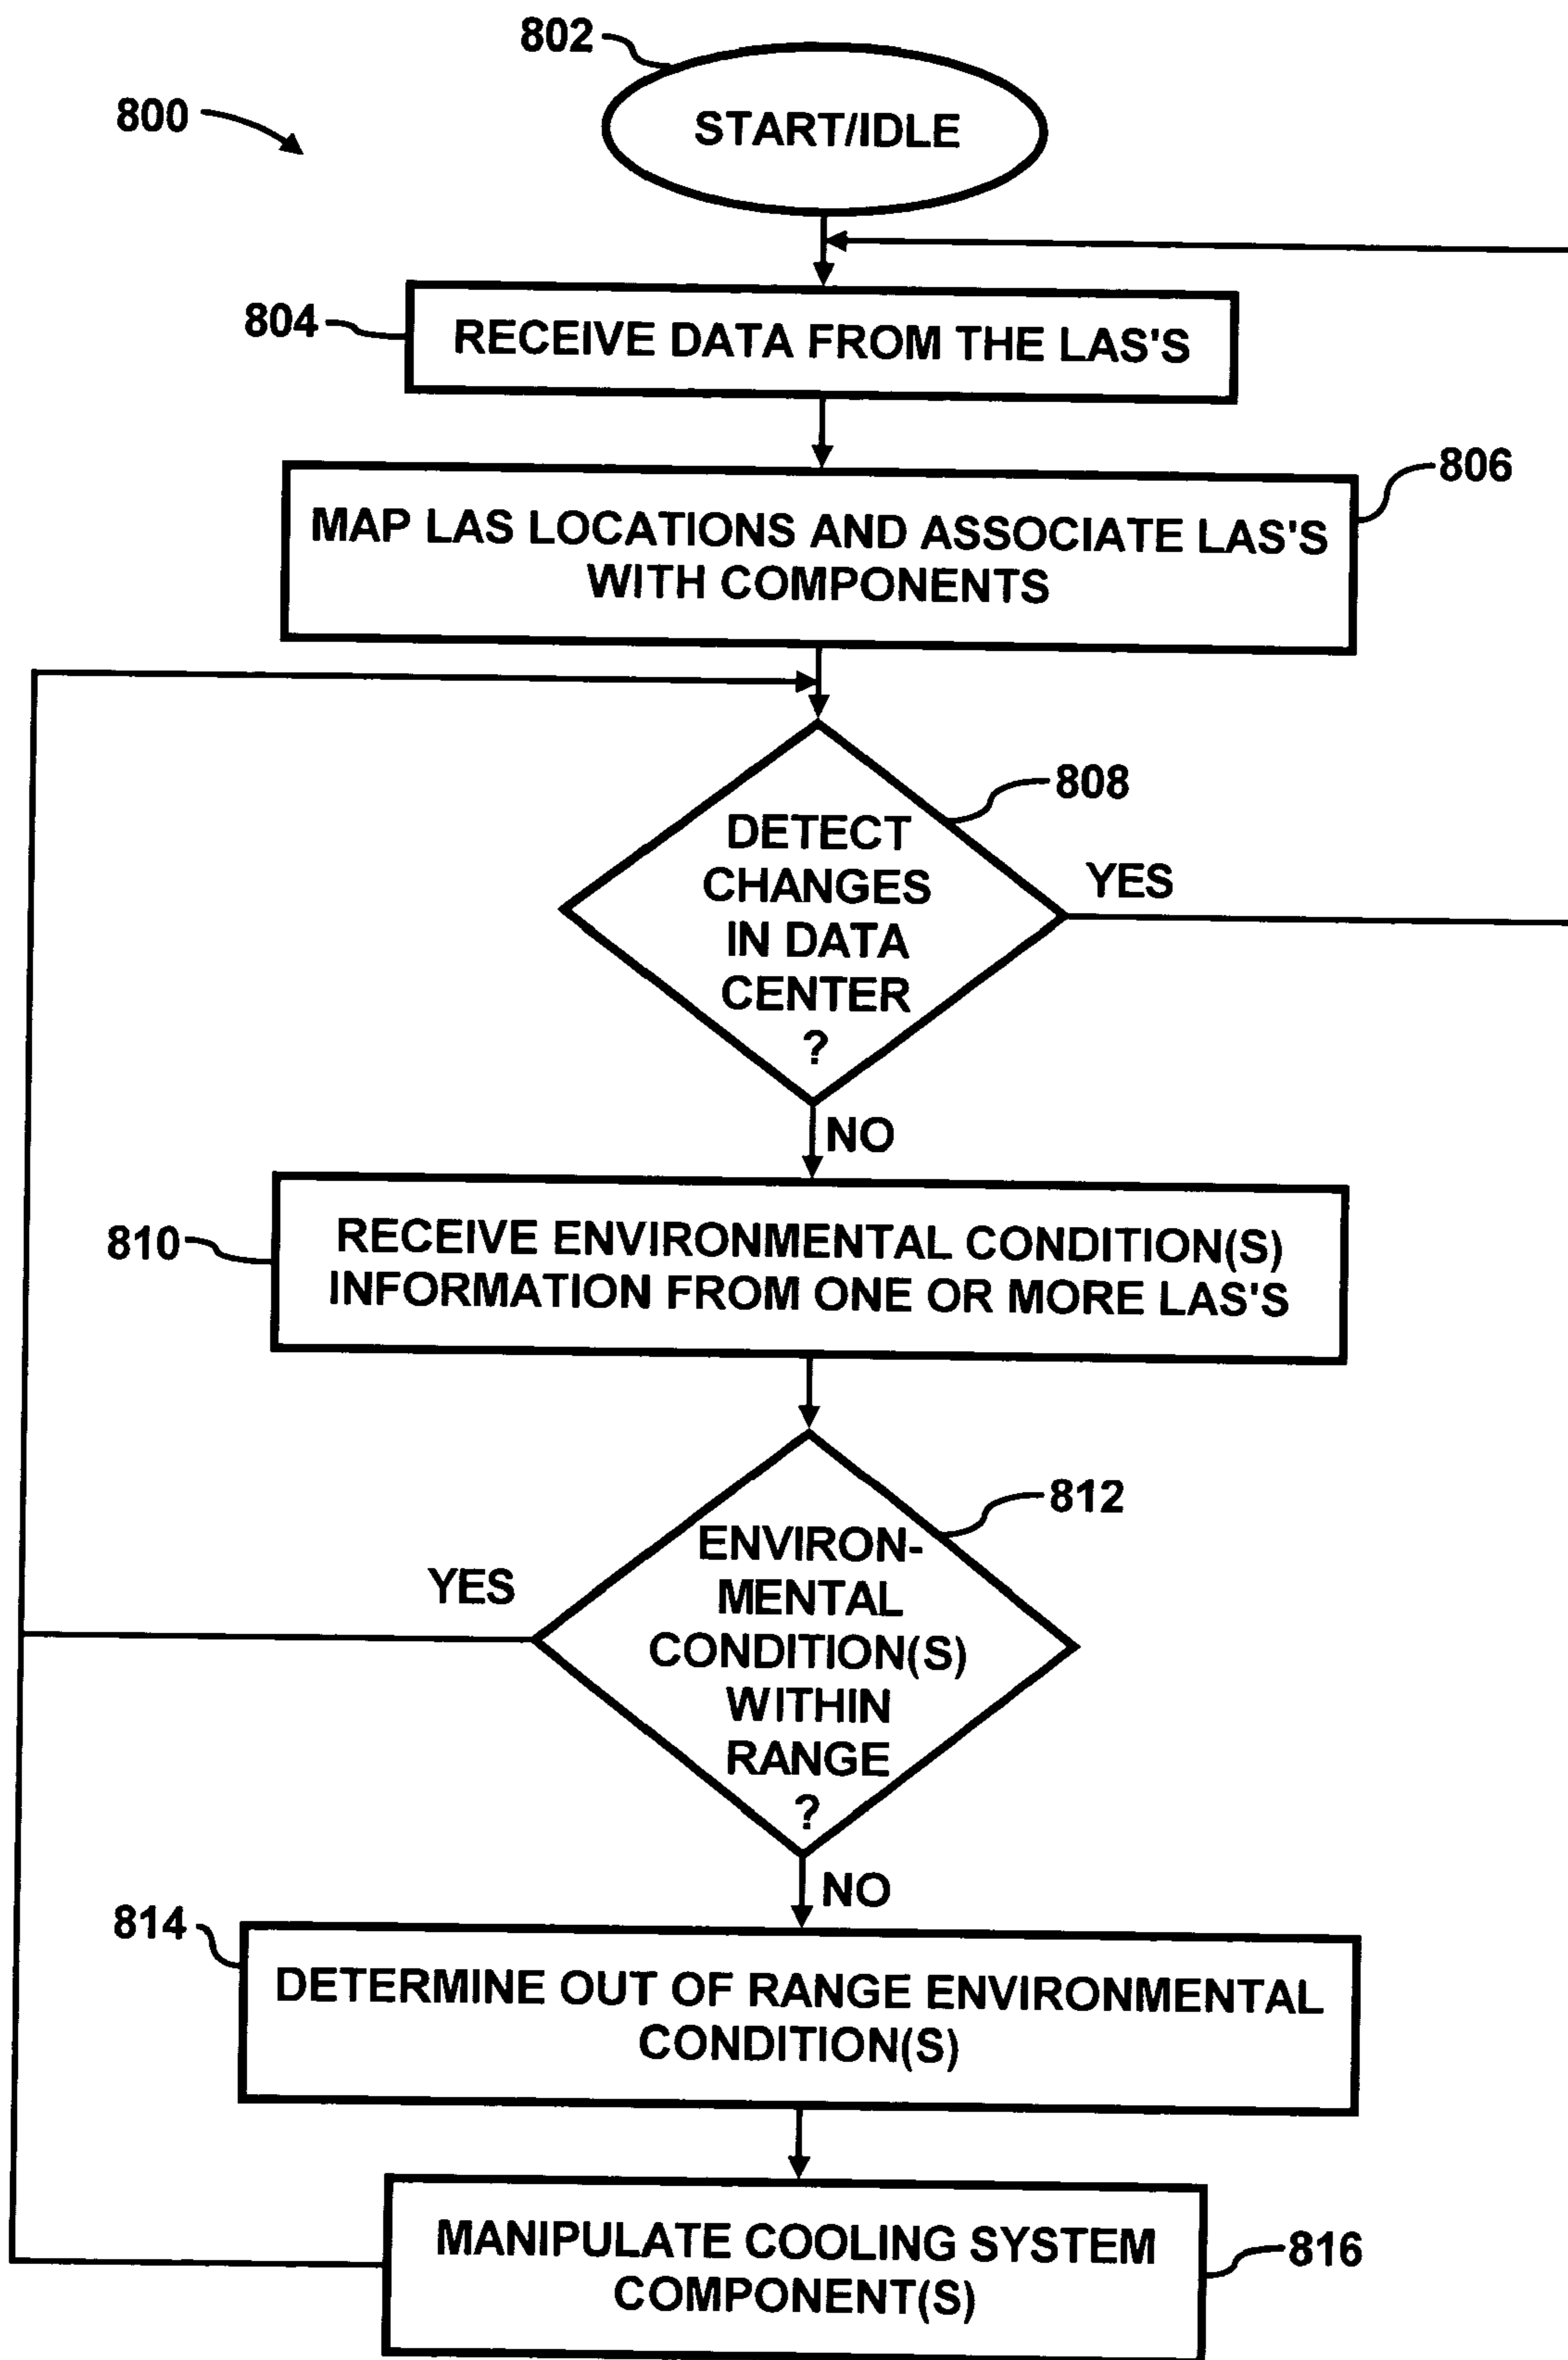 802
START/IDLE
800
804
RECEIVE DATA FROM THE LAS'S
806
MAP LAS LOCATIONS AND ASSOCIATE LAS'S
WITH COMPONENTS
808
DETECT
CHANGES
IN DATA
CENTER
?
YES
NO
810
RECEIVE ENVIRONMENTAL CONDITION(S)
INFORMATION FROM ONE OR MORE LAS'S
812
ENVIRON-
MENTAL
CONDITION(S)
WITHIN
RANGE
?
YES
NO
814
DETERMINE OUT OF RANGE ENVIRONMENTAL
CONDITION(S)
MANIPULATE COOLING SYSTEM
COMPONENT(S)
816